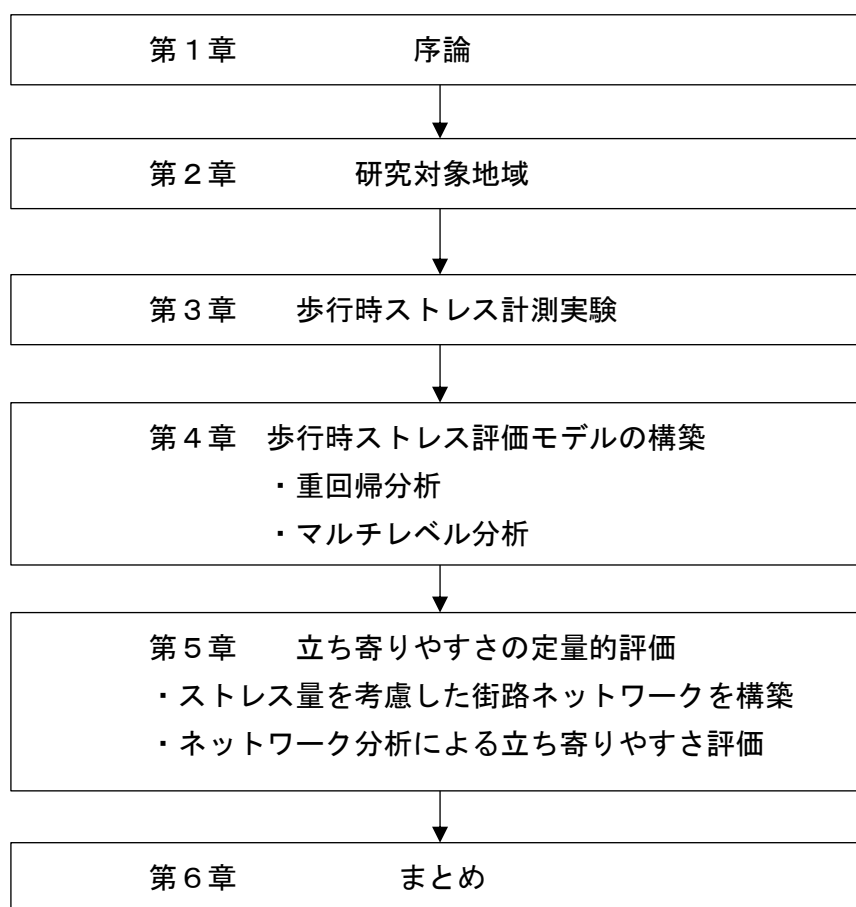 第１章 序論
第２章 研究対象地域
第３章 歩行時ストレス計測実験
第４章 歩行時ストレス評価モデルの構築
・重回帰分析
・マルチレベル分析
第５章 立ち寄りやすさの定量的評価
・ストレス量を考慮した街路ネットワークを構築
・ネットワーク分析による立ち寄りやすさ評価
第６章 まとめ